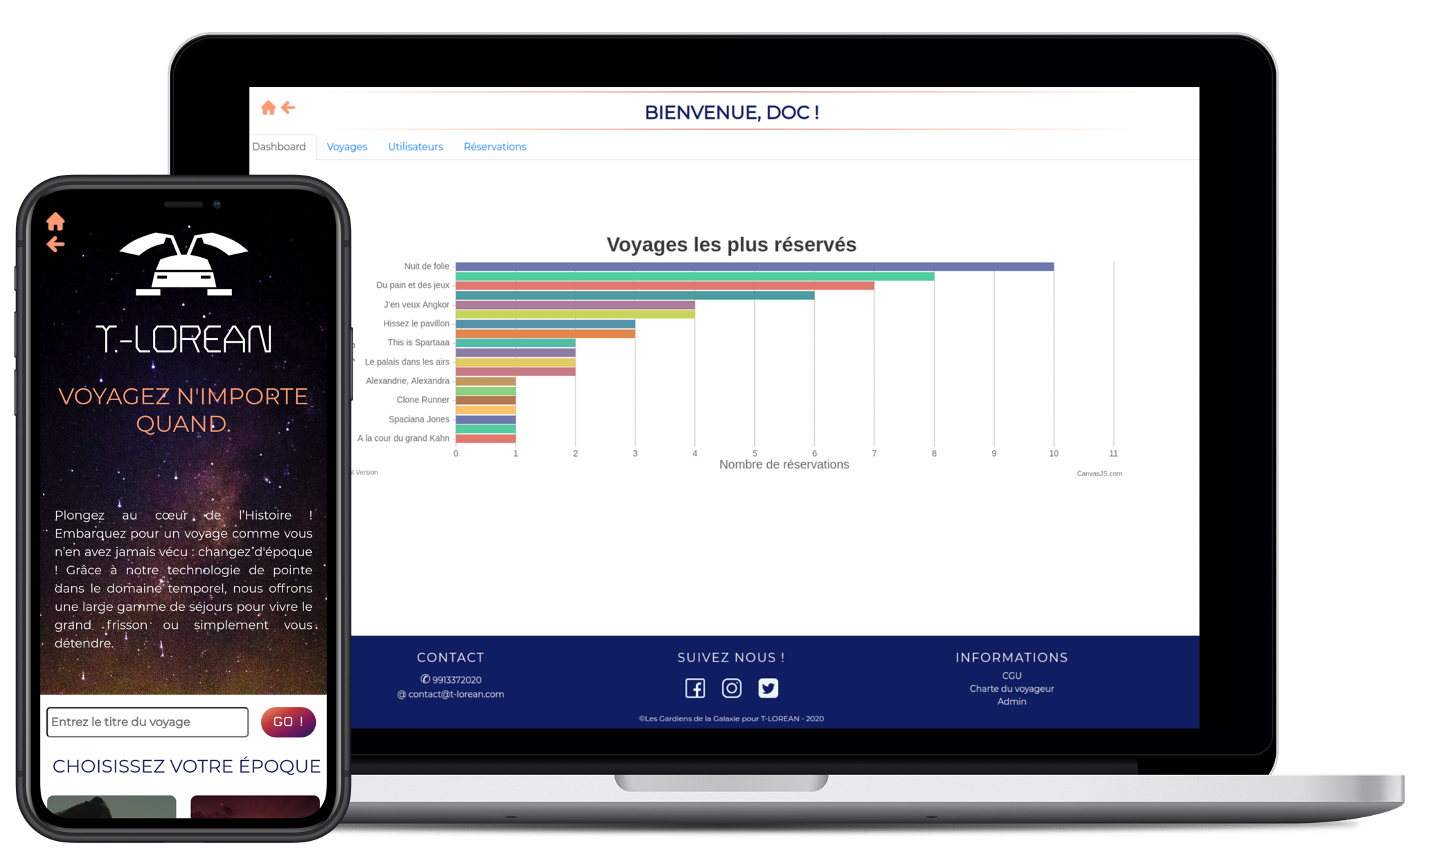 BIENVENUE, DOC !
Dashboard Voyages Utilisateurs Réservations
Voyages les plus réservés
Nuit de folie
Du pain et des jeux
J'en veux Angkor
Hissez le pavillon
This is Spartaaa
Le palais dans les airs
Alexandrie, Alexandra
Clone Runner
Spaciana Jones
A la cour du grand Kahn
0 1 2 3 4 5 6 7 8 9 10 11
Nombre de réservations
Version
CanvasJS.com
CONTACT
✆ 9913372020
@ contact@t-lorean.com
SUIVEZ NOUS !
©Les Gardiens de la Galaxie pour T-LOREAN - 2020
INFORMATIONS
CGU
Charte du voyageur
Admin
T.-LOREAN
VOYAGEZ N'IMPORTE
QUAND.
Plongez au cœur de l'Histoire !
Embarquez pour un voyage comme vous
n'en avez jamais vécu : changez d'époque
! Grâce à notre technologie de pointe
dans le domaine temporel, nous offrons
une large gamme de séjours pour vivre le
grand frisson ou simplement vous
détendre.
Entrez le titre du voyage
GO !
CHOISISSEZ VOTRE ÉPOQUE